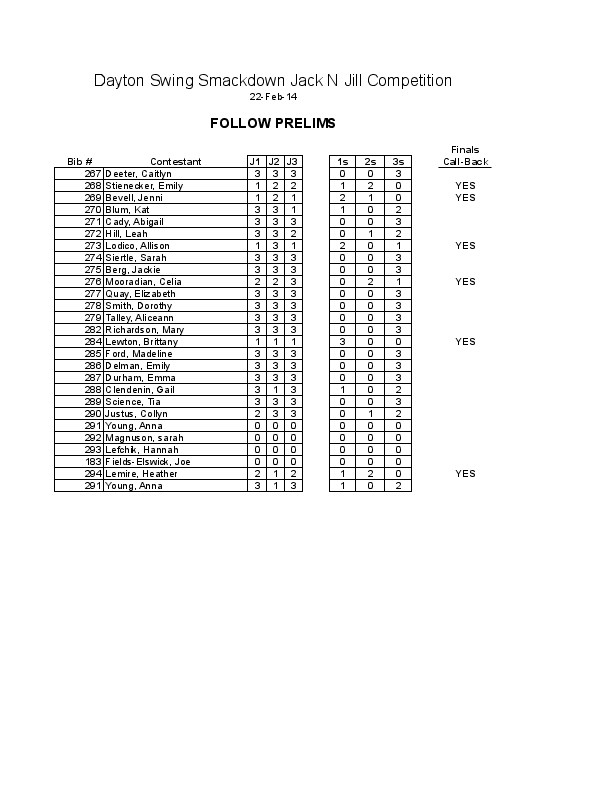 Dayton Swing Smackdown Jack N Jill Competition
22-Feb-14
FOLLOW PRELIMS
Finals
Bib # Contestant J1 J2 J3 1s 2s 3s Call-Back
267 Deeter, Caitlyn 3 3 3 0 0 3
268 Stienecker, Emily 1 2 2 1 2 0 YES
269 Bevell, Jenni 1 2 1 2 1 0 YES
270 Blum, Kat 3 3 1 1 0 2
271 Cady, Abigail 3 3 3 0 0 3
272 Hill, Leah 3 3 2 0 1 2
273 Lodico, Allison 1 3 1 2 0 1 YES
274 Siertle, Sarah 3 3 3 0 0 3
275 Berg, Jackie 3 3 3 0 0 3
276 Mooradian, Celia 2 2 3 0 2 1 YES
277 Quay, Elizabeth 3 3 3 0 0 3
278 Smith, Dorothy 3 3 3 0 0 3
279 Talley, Aliceann 3 3 3 0 0 3
282 Richardson, Mary 3 3 3 0 0 3
284 Lewton, Brittany 1 1 1 3 0 0 YES
285 Ford, Madeline 3 3 3 0 0 3
286 Delman, Emily 3 3 3 0 0 3
287 Durham, Emma 3 3 3 0 0 3
288 Clendenin, Gail 3 1 3 1 0 2
289 Science, Tia 3 3 3 0 0 3
290 Justus, Collyn 2 3 3 0 1 2
291 Young, Anna 0 0 0 0 0 0
292 Magnuson, sarah 0 0 0 0 0 0
293 Lefchik, Hannah 0 0 0 0 0 0
183 Fields-Elswick, Joe 0 0 0 0 0 0
294 Lemire, Heather 2 1 2 1 2 0 YES
291 Young, Anna 3 1 3 1 0 2